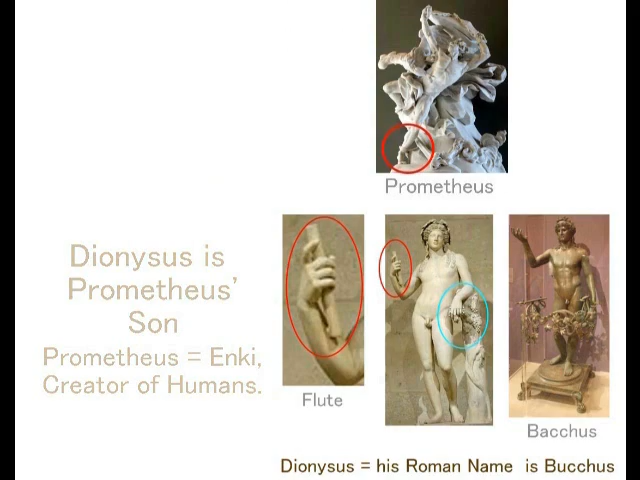 Prometheus
Dionysus is
Prometheus'
Son
Prometheus = Enki,
Creator of Humans.
Flute
Bacchus
Dionysus = his Roman Name is Bucchus